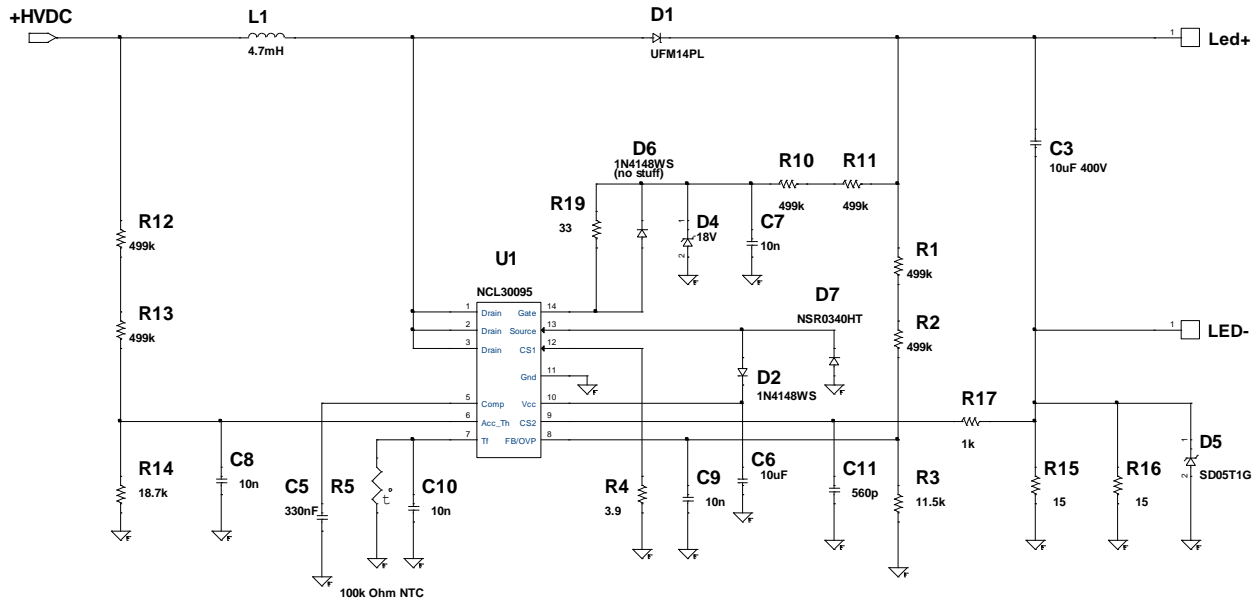 +HVDC
L1
4.7mH
D1
UFM14PL
1
Led+
C3
10uF 400V
D6
1N4148WS
(no stuff)
R10
499k
R11
499k
R19
33
1
D4
18V
2
C7
10n
R12
499k
R1
499k
U1
NCL30095
D7
NSR0340HT
R13
499k
R2
499k
1
LED-
1 Drain Gate 14
2 Drain Source 13
3 Drain CS1 12
Gnd 11
5 Comp Vcc 10
6 Acc_Th CS2 9
7 Tf FB/OVP 8
D2
1N4148WS
R17
1k
R14
18.7k
C8
10n
C5
330nF
R5
t°
C10
10n
R4
3.9
C9
10n
C6
10uF
C11
560p
R3
11.5k
R15
15
R16
15
1
D5
SD05T1G
2
100k Ohm NTC